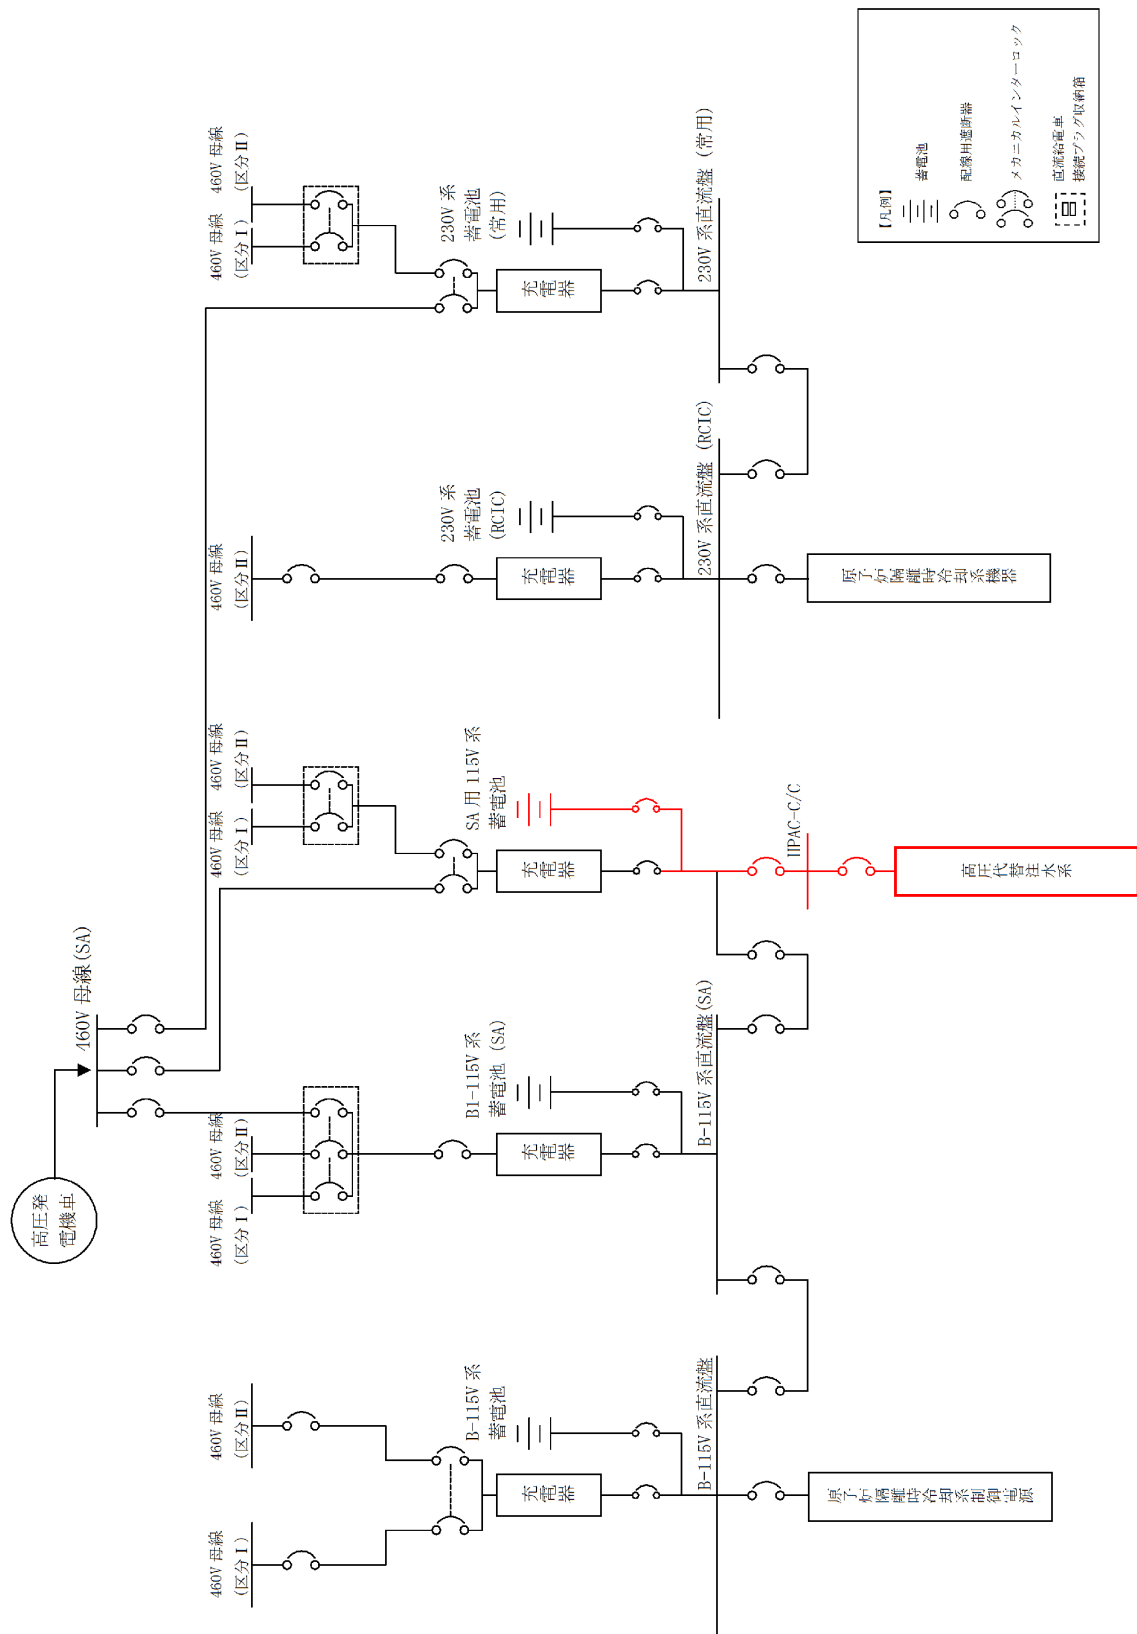 高圧発
電機車
460V 母線(SA)
460V 母線
(区分Ⅰ)
460V 母線
(区分Ⅱ)
460V 母線
(区分Ⅰ)
460V 母線
(区分Ⅱ)
460V 母線
(区分Ⅰ)
460V 母線
(区分Ⅱ)
460V 母線
(区分Ⅱ)
460V 母線
(区分Ⅰ)
460V 母線
(区分Ⅱ)
B-115V 系
蓄電池
B1-115V 系
蓄電池 (SA)
SA 用 115V 系
蓄電池
230V 系
蓄電池
(RCIC)
230V 系
蓄電池
(常用)
充電器
充電器
充電器
充電器
充電器
B-115V 系直流盤
B-115V 系直流盤(SA)
HPAC-C/C
230V 系直流盤 (RCIC)
230V 系直流盤 (常用)
原子炉隔離時冷却系制御電源
高圧代替注水系
原子炉隔離時冷却系機器
【凡例】
蓄電池
配線用遮断器
メカニカルインターロック
直流給電車
接続プラグ収納箱